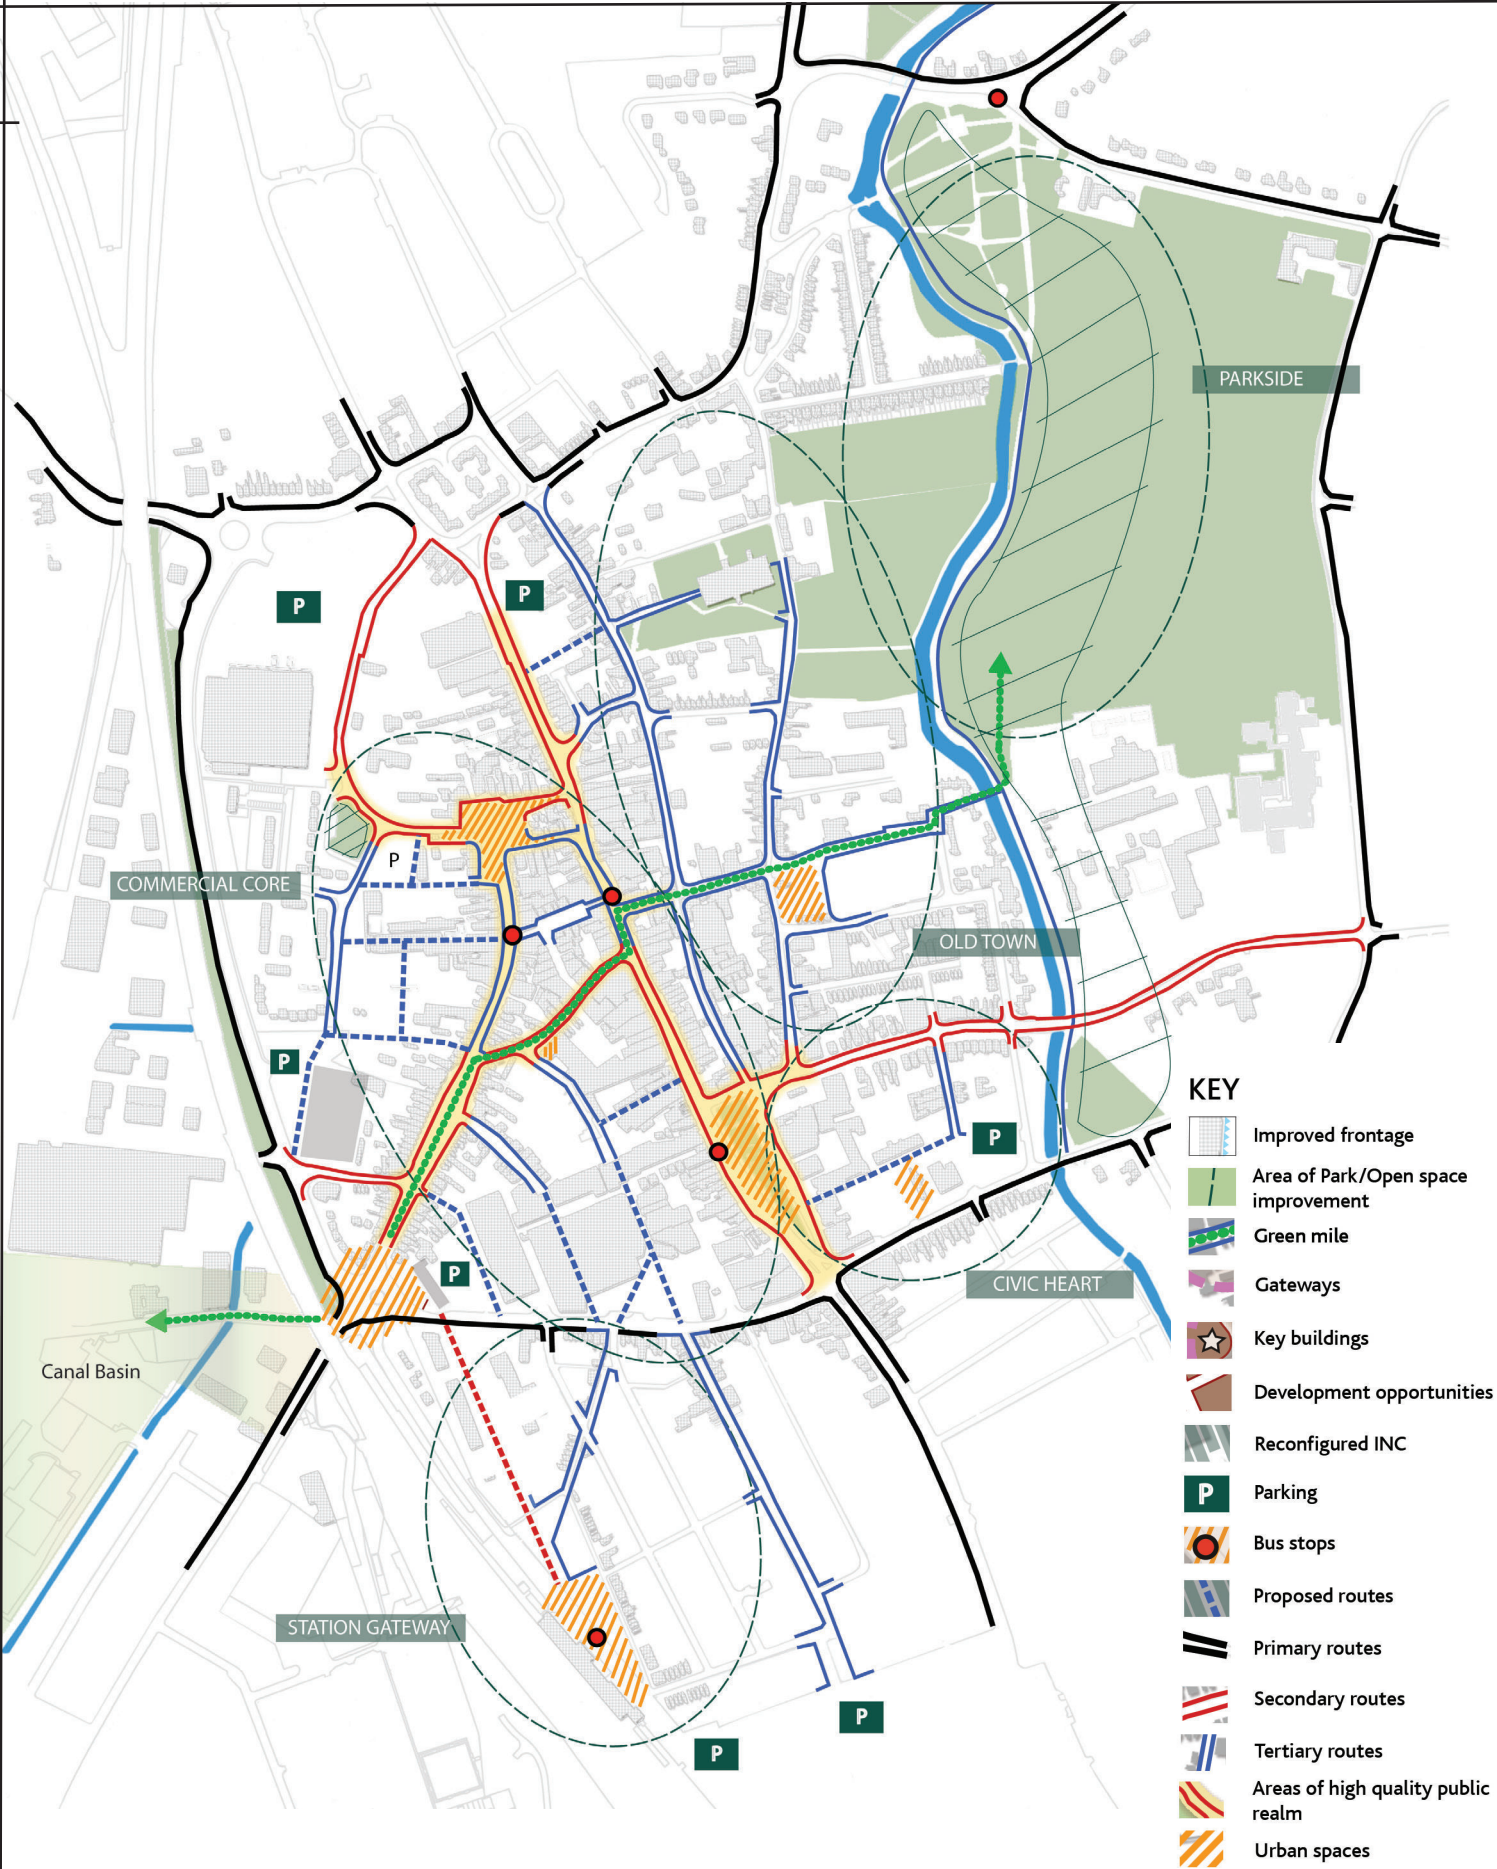 PARKSIDE
P
P
P
COMMERCIAL CORE
OLD TOWN
P
P
P
CIVIC HEART
Canal Basin
STATION GATEWAY
P
P
KEY
Improved frontage
Area of Park/Open space
improvement
Green mile
Gateways
Key buildings
Development opportunities
Reconfigured INC
P Parking
Bus stops
Proposed routes
Primary routes
Secondary routes
Tertiary routes
Areas of high quality public
realm
Urban spaces